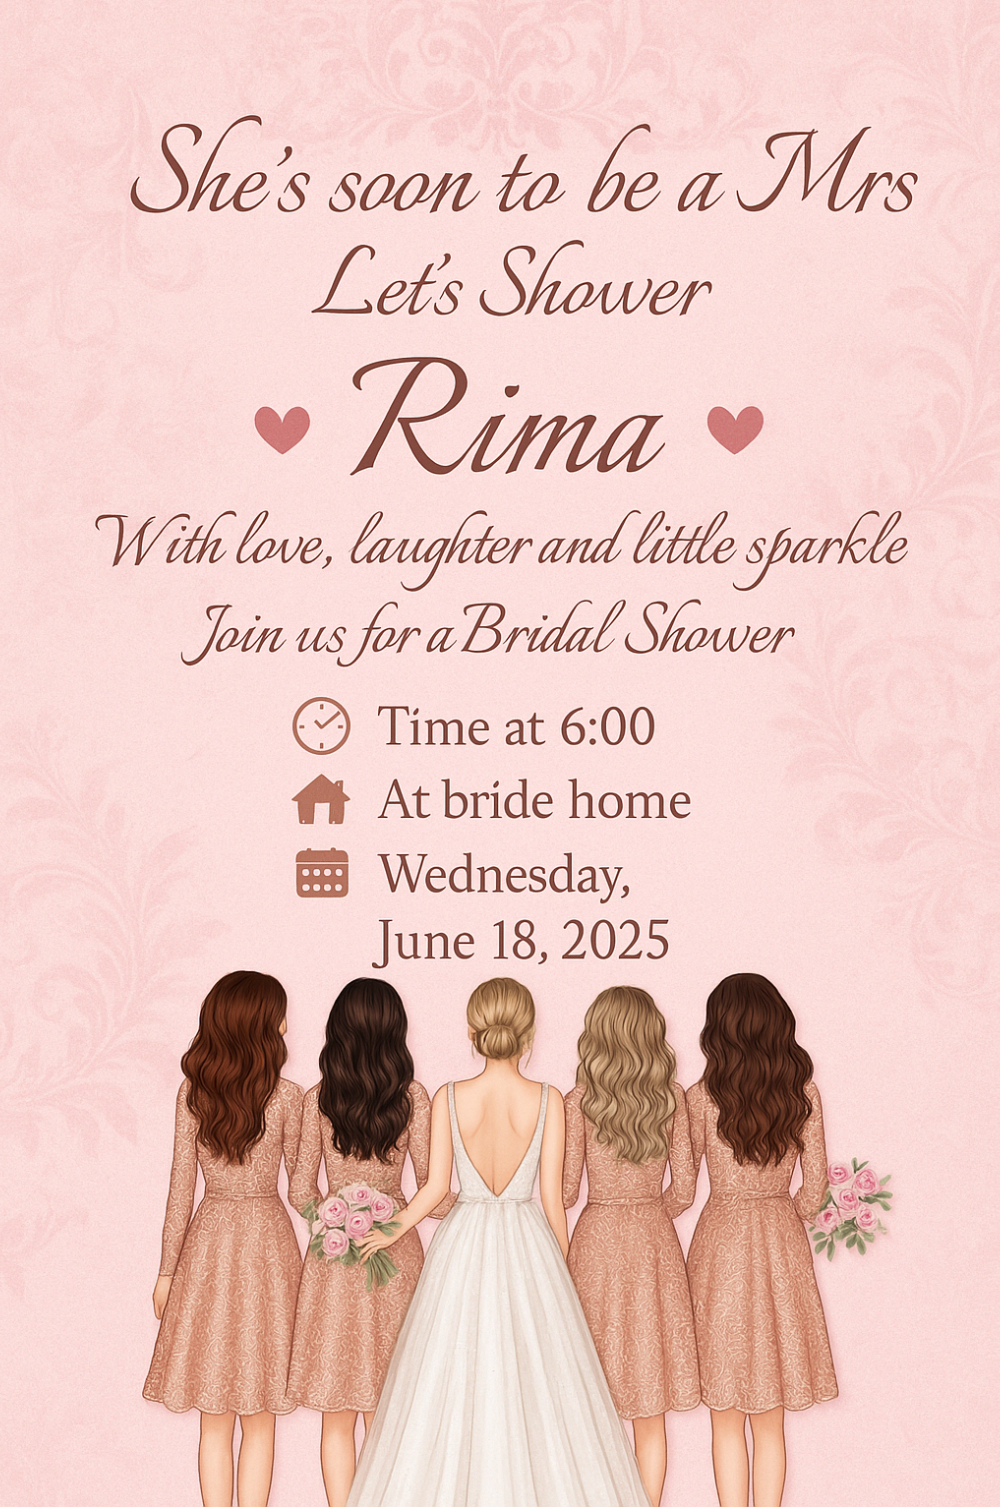 She's soon to be a Mrs
Let's Shower
Rima
With love, laughter and little sparkle
Join us for a Bridal Shower
Time at 6:00
At bride home
Wednesday,
June 18, 2025